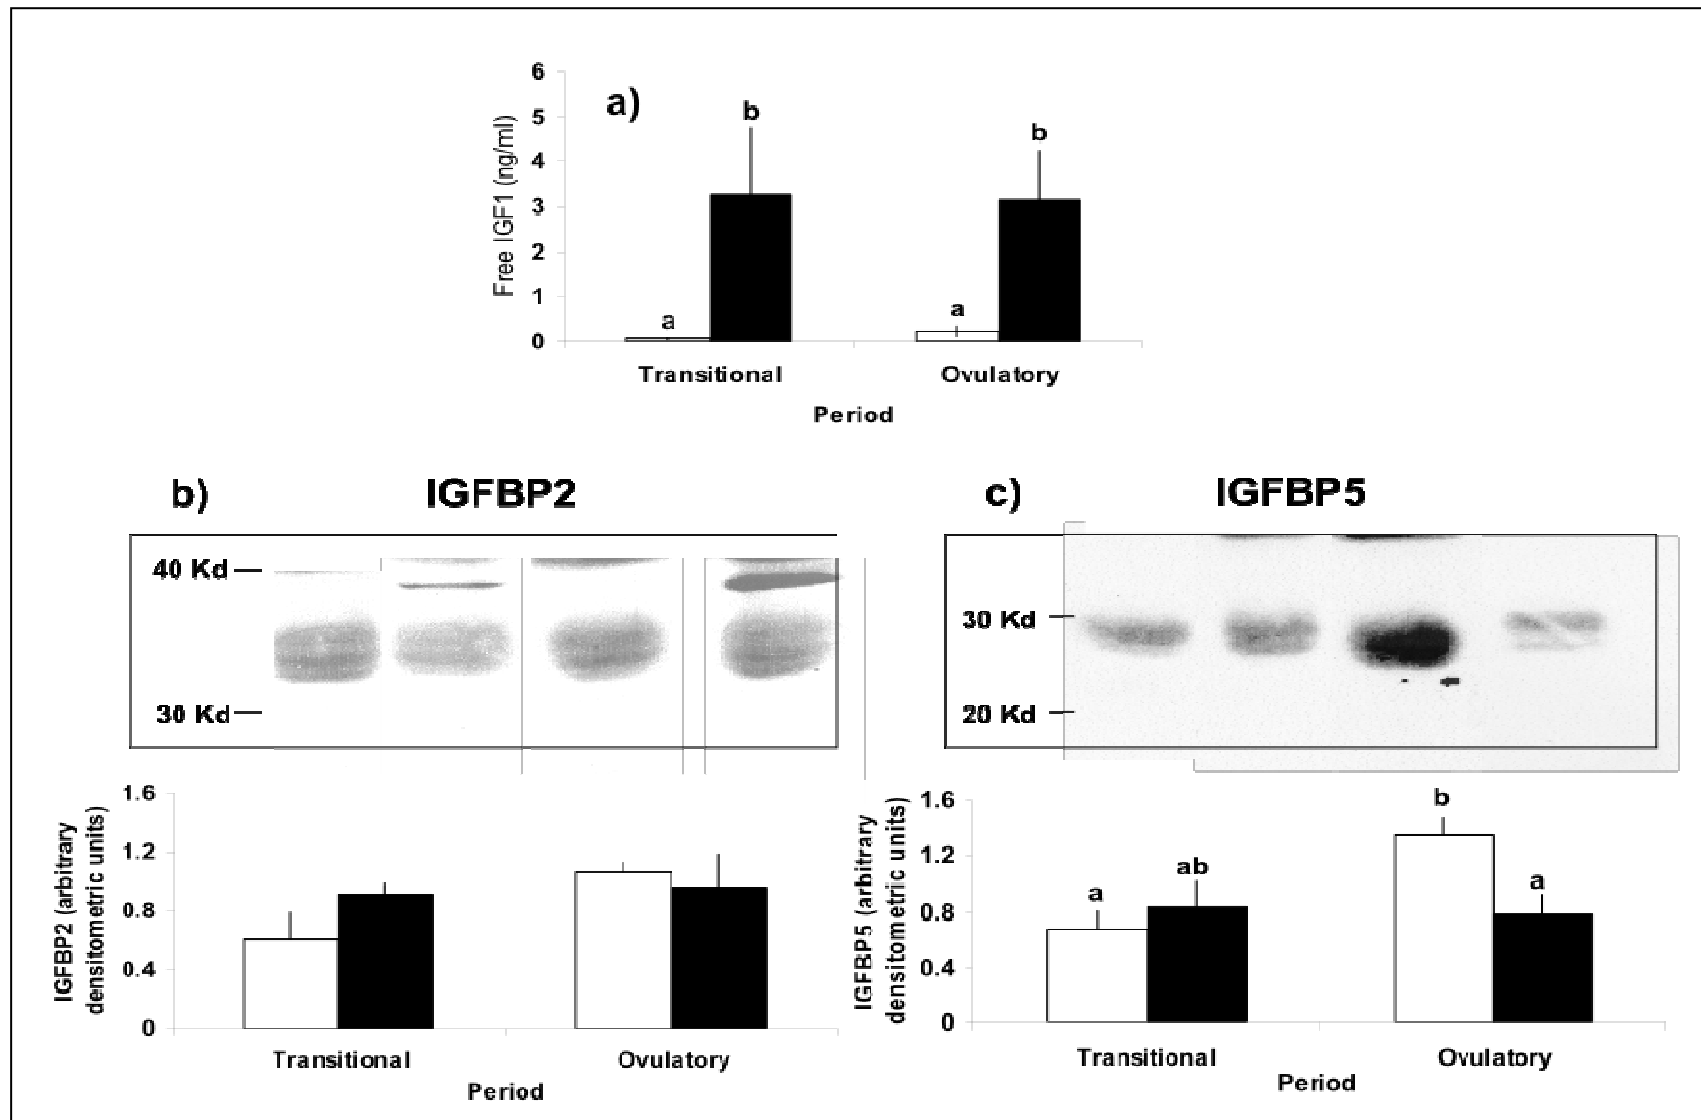 a)
6
5
4
3
2
1
0
Free IGF1 (ng/ml)
a
b
a
b
Transitional
Ovulatory
Period
b)
IGFBP2
40 Kd
30 Kd
1.6
1.2
0.8
0.4
0
IGFBP2 (arbitrary
densitometric units)
Transitional
Ovulatory
Period
c)
IGFBP5
30 Kd
20 Kd
1.6
1.2
0.8
0.4
0
IGFBP5 (arbitrary
densitometric units)
a
ab
b
a
Transitional
Ovulatory
Period